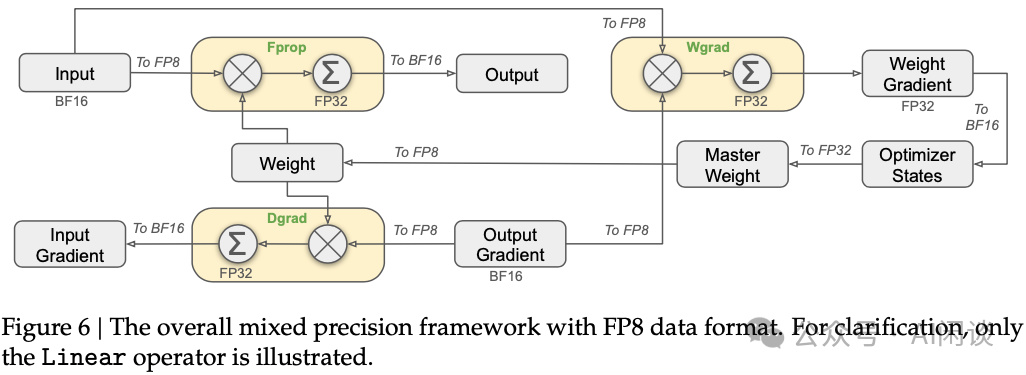 To FP8
Fprop
Wgrad
Input
To FP8
Σ
To BF16
Output
Σ
Weight
Gradient
BF16
FP32
FP32
FP32
To
BF16
Weight
To FP8
Master
Weight
To FP32
Optimizer
States
Dgrad
Input
Gradient
To BF16
Σ
To FP8
Output
Gradient
To FP8
FP32
BF16
Figure 6 | The overall mixed precision framework with FP8 data format. For clarification, only
the Linear operator is illustrated.
公众号 · AI闲谈